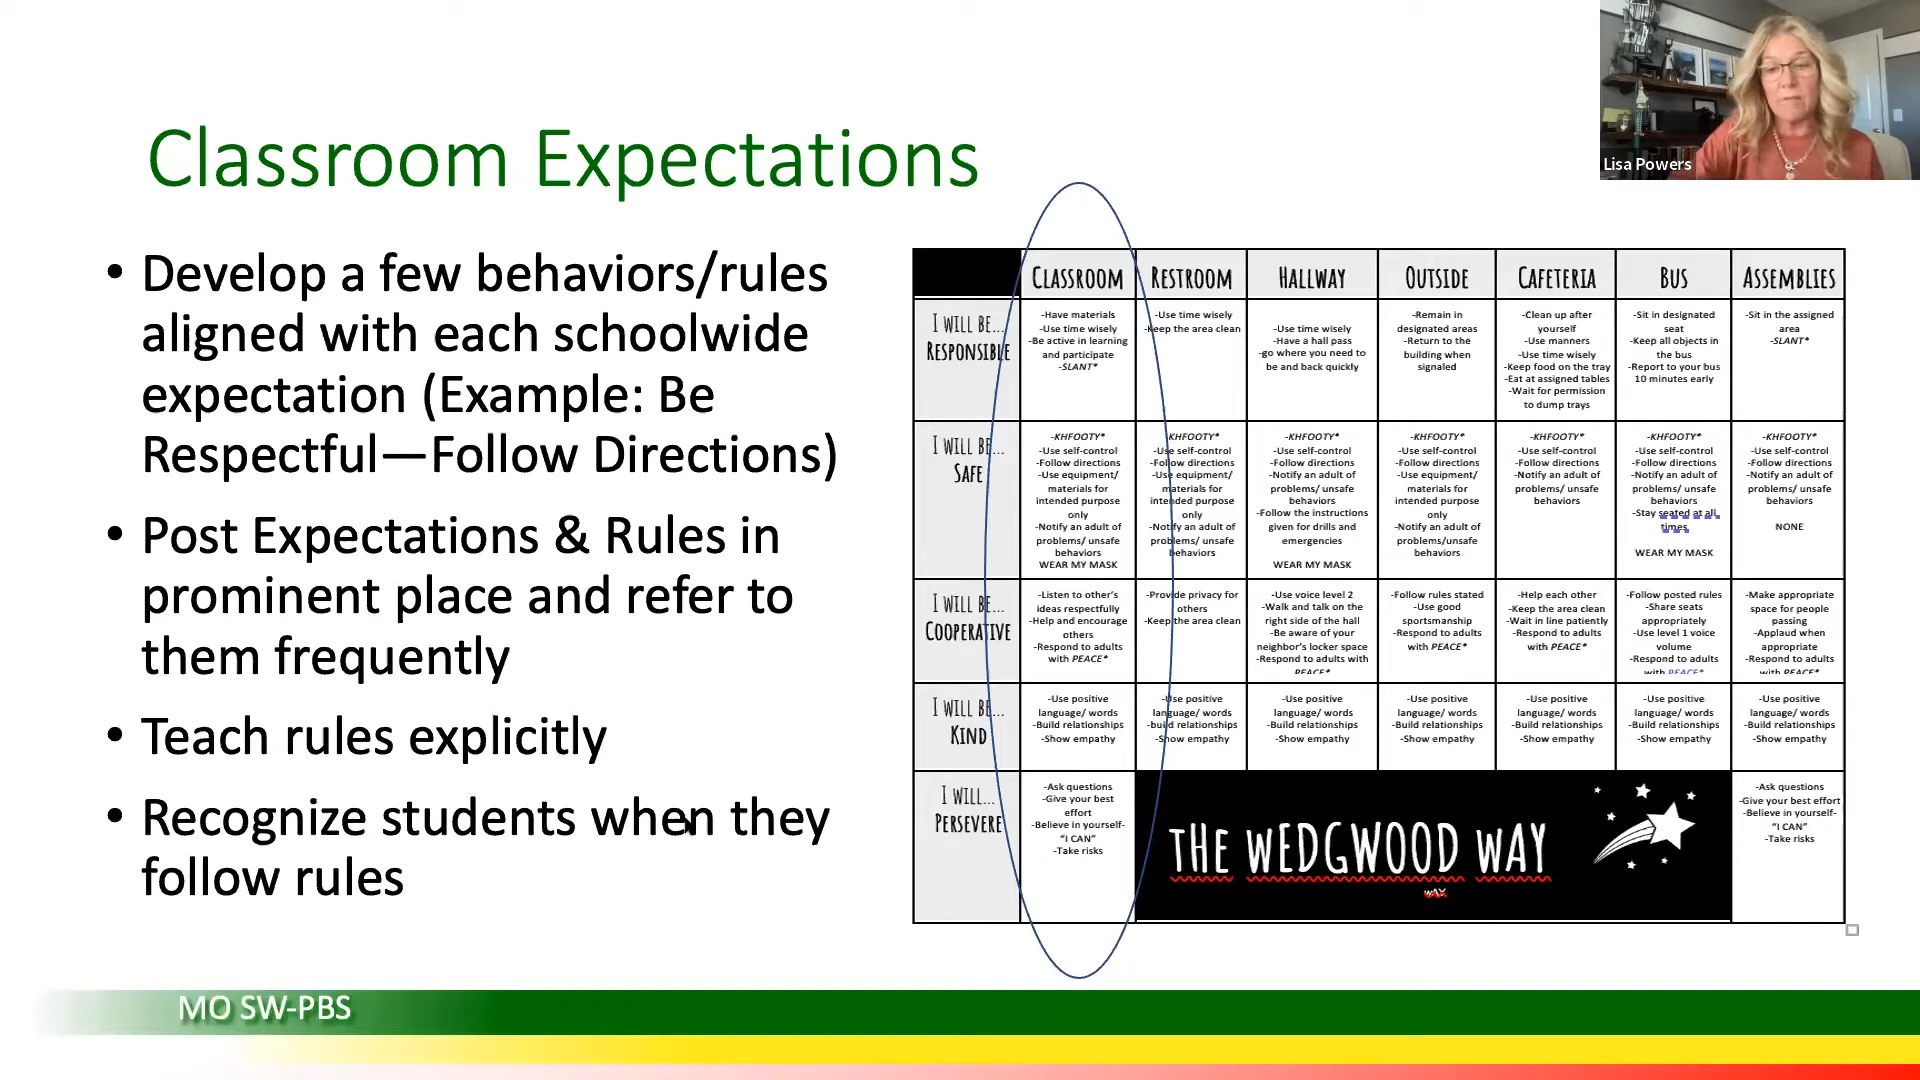 Lisa Powers
Classroom Expectations
• Develop a few behaviors/rules
aligned with each schoolwide
expectation (Example: Be
Respectful—Follow Directions)
• Post Expectations & Rules in
prominent place and refer to
them frequently
• Teach rules explicitly
• Recognize students when they
follow rules
CLASSROOM
RESTROOM
HALLWAY
OUTSIDE
CAFETERIA
BUS
ASSEMBLIES
I WILL BE...
RESPONSIBLE
-Have materials
-Use time wisely
-Be active in learning
and participate
-SLANT*
-Use time wisely
-Keep the area clean
-Use time wisely
-Have a hall pass
-go where you need to
be and back quickly
-Remain in
designated areas
-Return to the
building when
signaled
-Clean up after
yourself
-Use manners
-Use time wisely
-Keep food on the tray
-Eat at assigned tables
-Wait for permission
to dump trays
-Sit in designated
seat
-Keep all objects in
the bus
-Report to your bus
10 minutes early
-Sit in the assigned
area
-SLANT*
I WILL BE...
SAFE
-KHFOOTY*
-Use self-control
-Follow directions
-Use equipment/
materials for
intended purpose
only
-Notify an adult of
problems/ unsafe
behaviors
WEAR MY MASK
-KHFOOTY*
-Use self-control
-Follow directions
-Use equipment/
materials for
intended purpose
only
-Notify an adult of
problems/ unsafe
behaviors
-KHFOOTY*
-Use self-control
-Follow directions
-Notify an adult of
problems/ unsafe
behaviors
-Follow the instructions
given for drills and
emergencies
WEAR MY MASK
-KHFOOTY*
-Use self-control
-Follow directions
-Use equipment/
materials for
intended purpose
only
-Notify an adult of
problems/unsafe
behaviors
-KHFOOTY*
-Use self-control
-Follow directions
-Notify an adult of
problems/ unsafe
behaviors
-KHFOOTY*
-Use self-control
-Follow directions
-Notify an adult of
problems/ unsafe
behaviors
-Stay seated at all
times
WEAR MY MASK
-KHFOOTY*
-Use self-control
-Follow directions
-Notify an adult of
problems/ unsafe
behaviors
NONE
I WILL BE...
COOPERATIVE
-Listen to other's
ideas respectfully
-Help and encourage
others
-Respond to adults
with PEACE*
-Provide privacy for
others
-Keep the area clean
-Use voice level 2
-Walk and talk on the
right side of the hall
-Be aware of your
neighbor's locker space
-Respond to adults with
PEACE*
-Follow rules stated
-Use good
sportsmanship
-Respond to adults
with PEACE*
-Help each other
-Keep the area clean
-Wait in line patiently
-Respond to adults
with PEACE*
-Follow posted rules
-Share seats
appropriately
-Use level 1 voice
volume
-Respond to adults
with PEACE*
-Make appropriate
space for people
passing
-Applaud when
appropriate
-Respond to adults
with PEACE*
I WILL BE...
KIND
-Use positive
language/ words
-Build relationships
-Show empathy
-Use positive
language/ words
-build relationships
-Show empathy
-Use positive
language/ words
-Build relationships
-Show empathy
-Use positive
language/ words
-Build relationships
-Show empathy
-Use positive
language/ words
-Build relationships
-Show empathy
-Use positive
language/ words
-Build relationships
-Show empathy
-Use positive
language/ words
-Build relationships
-Show empathy
I WILL...
PERSEVERE
-Ask questions
-Give your best
effort
-Believe in yourself-
"I CAN"
-Take risks
THE WEDGWOOD WAY
WAY
-Ask questions
-Give your best effort
-Believe in yourself-
"I CAN"
-Take risks
MO SW-PBS